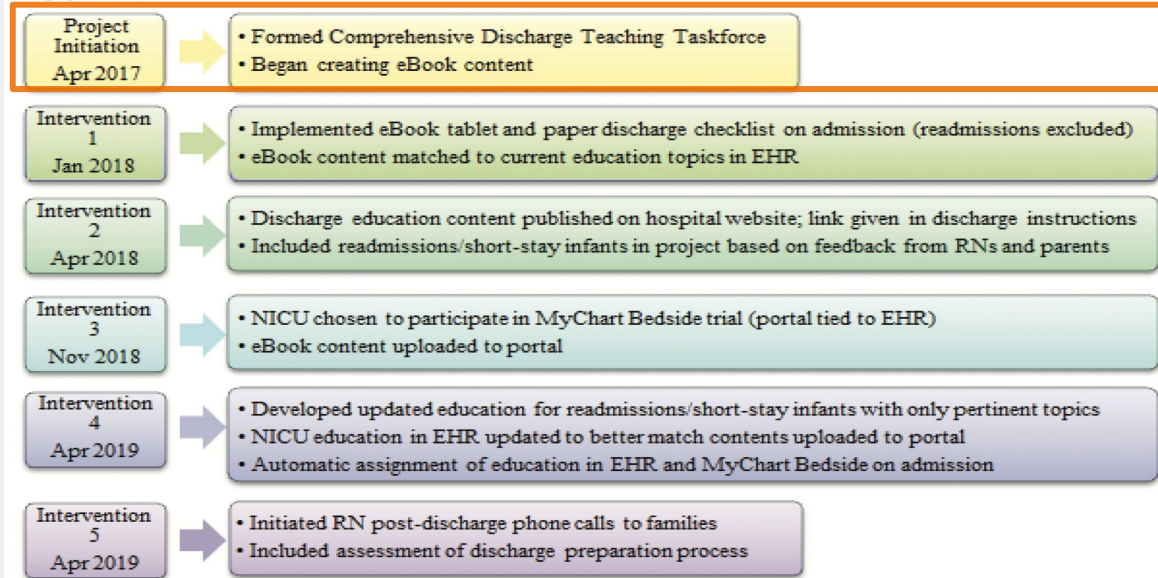 Project
Initiation
Apr 2017
• Formed Comprehensive Discharge Teaching Taskforce
• Began creating eBook content
Intervention
1
Jan 2018
• Implemented eBook tablet and paper discharge checklist on admission (readmissions excluded)
• eBook content matched to current education topics in EHR
Intervention
2
Apr 2018
• Discharge education content published on hospital website; link given in discharge instructions
• Included readmissions/short-stay infants in project based on feedback from RNs and parents
Intervention
3
Nov 2018
• NICU chosen to participate in MyChart Bedside trial (portal tied to EHR)
• eBook content uploaded to portal
Intervention
4
Apr 2019
• Developed updated education for readmissions/short-stay infants with only pertinent topics
• NICU education in EHR updated to better match contents uploaded to portal
• Automatic assignment of education in EHR and MyChart Bedside on admission
Intervention
5
Apr 2019
• Initiated RN post-discharge phone calls to families
• Included assessment of discharge preparation process